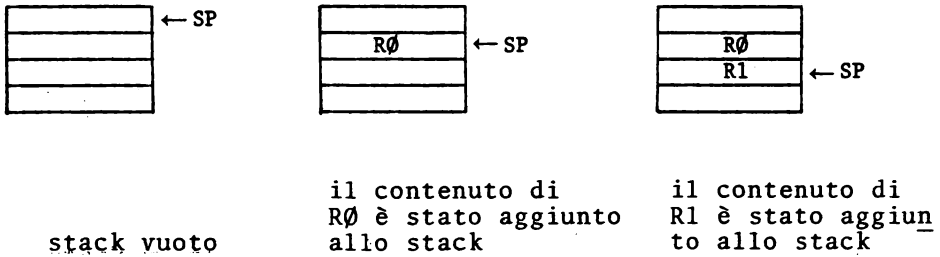 ← SP
RØ ← SP
RØ
R1 ← SP
stack vuoto
il contenuto di
RØ è stato aggiunto
allo stack
il contenuto di
R1 è stato aggiun
to allo stack